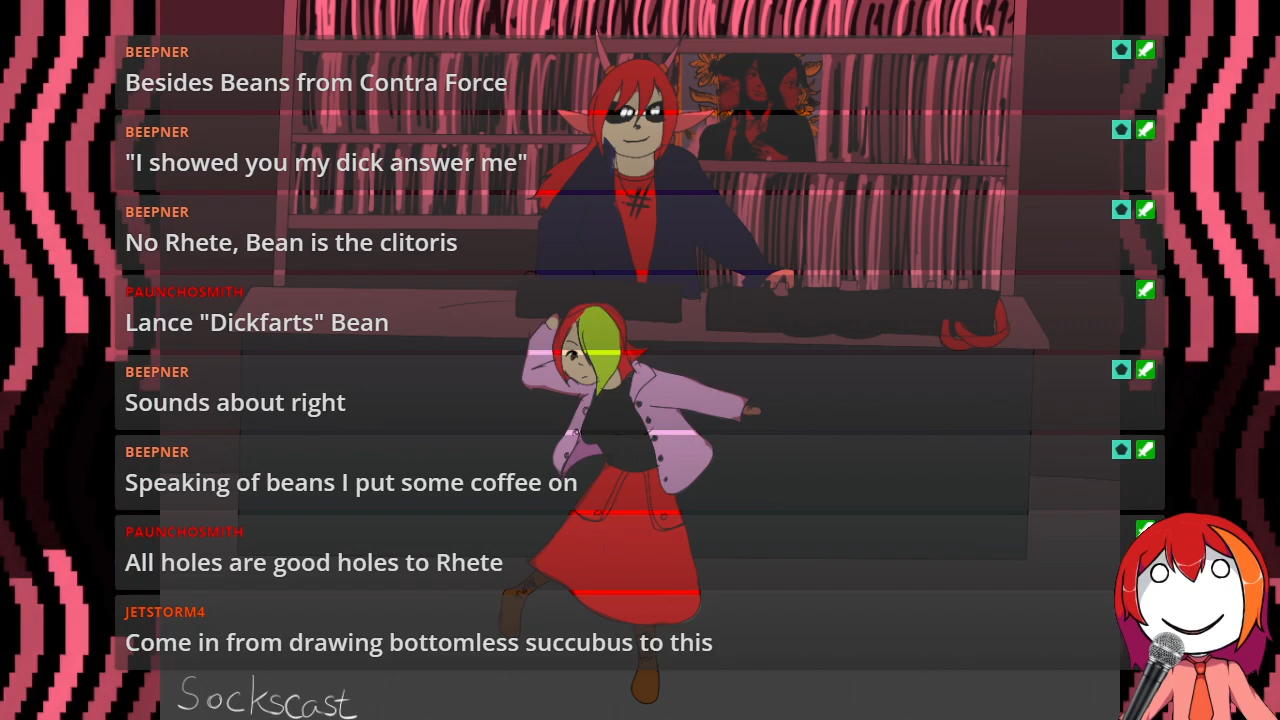 BEEPNER
Besides Beans from Contra Force
BEEPNER
"I showed you my dick answer me"
BEEPNER
No Rhete, Bean is the clitoris
PAUNCHOSMITH
Lance "Dickfarts" Bean
BEEPNER
Sounds about right
BEEPNER
Speaking of beans I put some coffee on
PAUNCHOSMITH
All holes are good holes to Rhete
JETSTORM4
Come in from drawing bottomless succubus to this
Sockscast